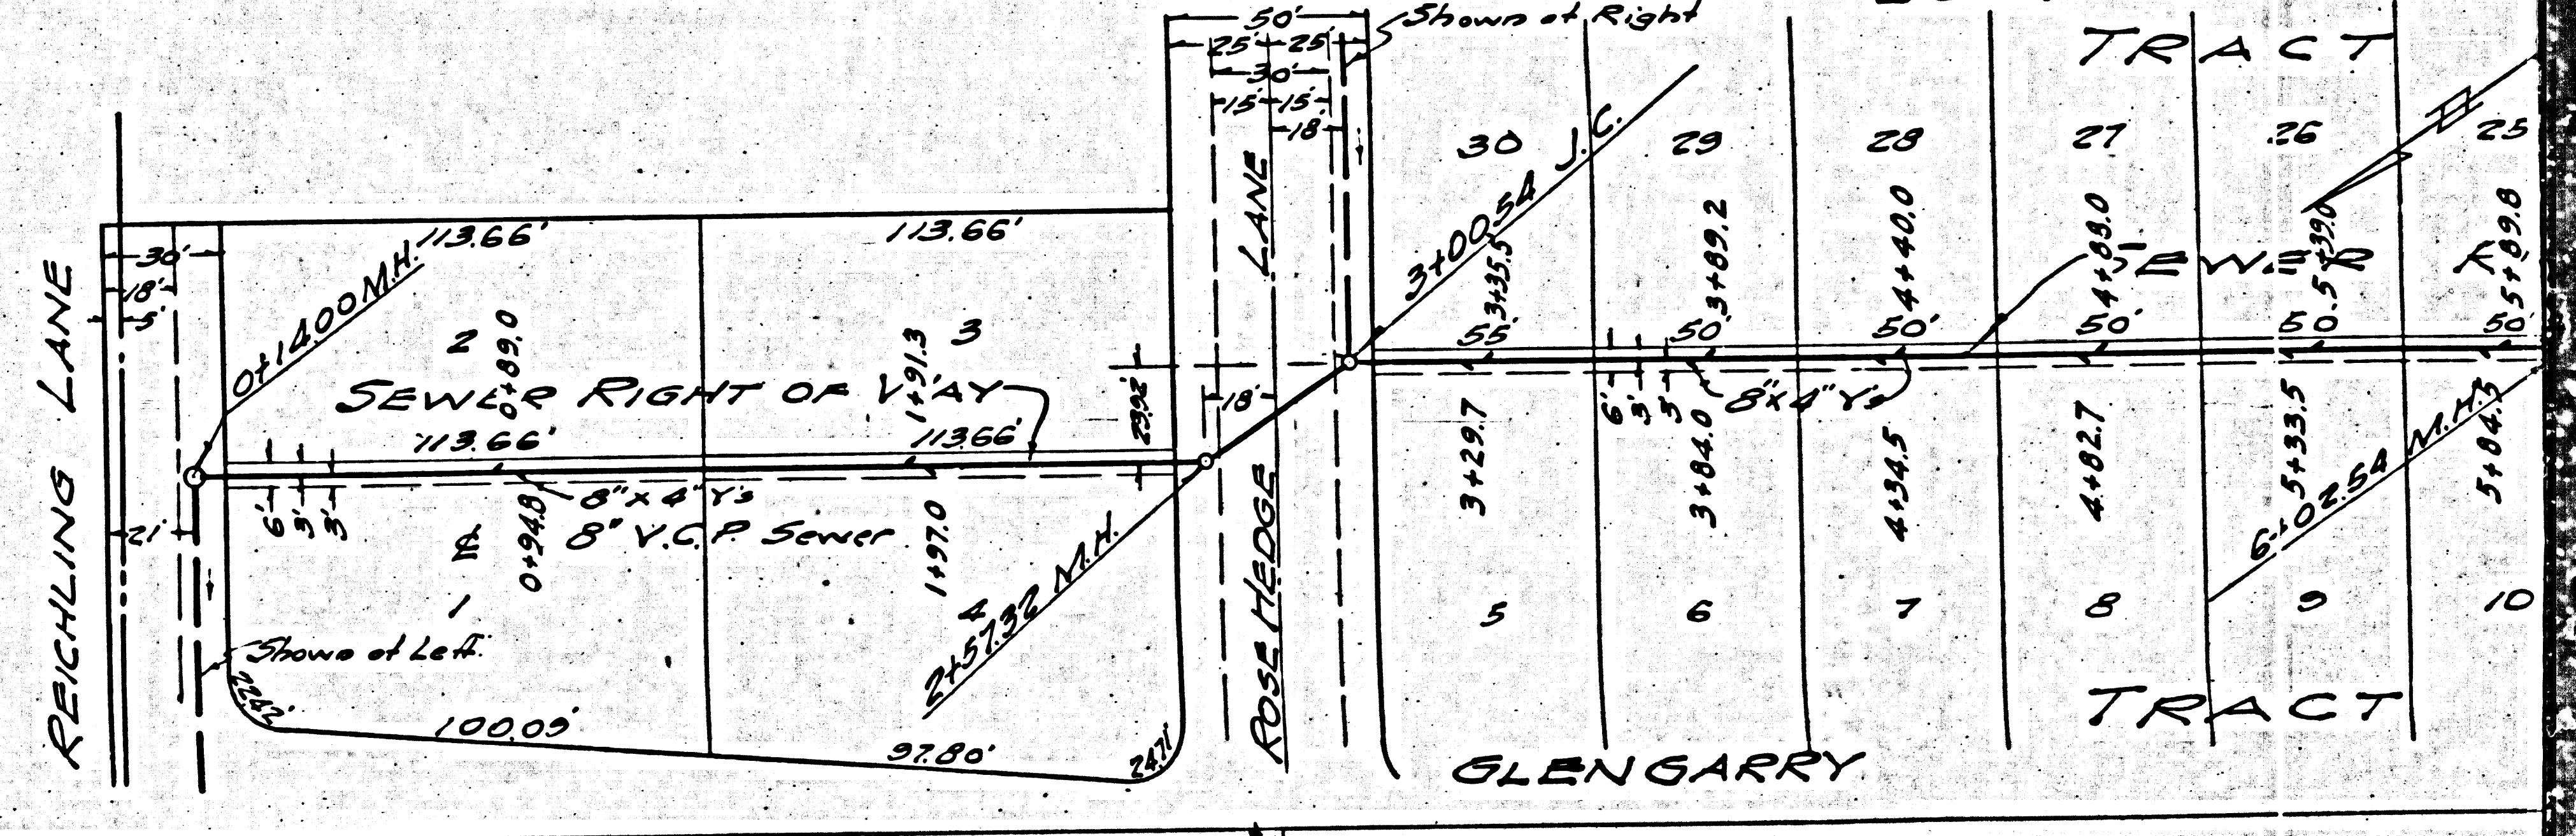 50'
Shown at Right
25' 25'
30'
15' 15'
18'
TRACT
30 29 28 27 26 25
3+00.54 J.C.
LANE
113.66' 113.66'
30'
18'
5'
0+14.00 M.H.
2 3
0+89.0
1+91.3
3+35.5
3+89.2
4+40.0
4+88.0
5+39.0
5+89.8
SEWER R
55' 50' 50' 50' 50 50'
REICHLING LANE
SEWER RIGHT OF WAY
113.66' 113.66'
23.92'
18'
6' 3' 3'
8" x 4" Y's
6' 3' 3'
8" x 4" Y's
8" V.C.P. Sewer
21'
0+94.8
1+97.0
3+29.7
3+84.0
4+34.5
4+82.7
5+33.5
5+84.5
6+02.54 M.H.
2+57.32 M.H.
ROSE HEDGE
1 4 5 6 7 8 9 10
Shown at Left.
100.09'
97.80'
24.71'
TRACT
GLENGARRY